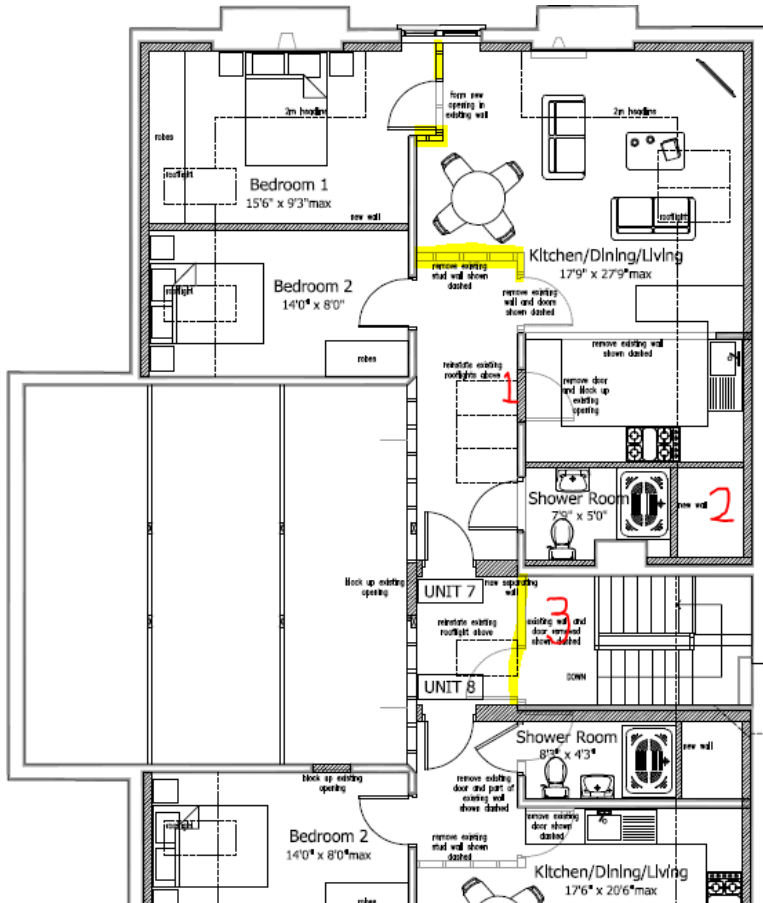 form new
opening in
existing wall
2m headline
2m headline
robes
rooflight
Bedroom 1
15'6" x 9'3"max
new wall
rooflight
Kitchen/Dining/Living
17'9" x 27'9"max
remove existing
stud wall shown
dashed
Bedroom 2
14'0" x 8'0"
rooflight
remove existing
wall and doors
shown dashed
robes
remove existing wall
shown dashed
reinstate existing
rooflights above
1
remove door
and block up
existing
opening
Shower Room
7'9" x 5'0"
new wall
2
block up existing
opening
UNIT 7
new separating
wall
3
reinstate existing
rooflight above
existing wall and
door removed
shown dashed
UNIT 8
DOWN
Shower Room
8'3" x 4'3"
new wall
block up existing
opening
remove existing
door and part of
existing wall
shown dashed
remove existing
door shown
dashed
rooflight
Bedroom 2
14'0" x 8'0"max
remove existing
stud wall shown
dashed
Kitchen/Dining/Living
17'6" x 20'6"max
robes